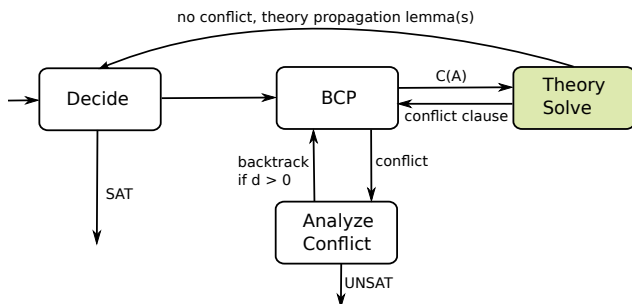 no conflict, theory propagation lemma(s)
Decide
BCP
C(A)
Theory
Solve
conflict clause
backtrack
if d > 0
conflict
SAT
Analyze
Conflict
UNSAT